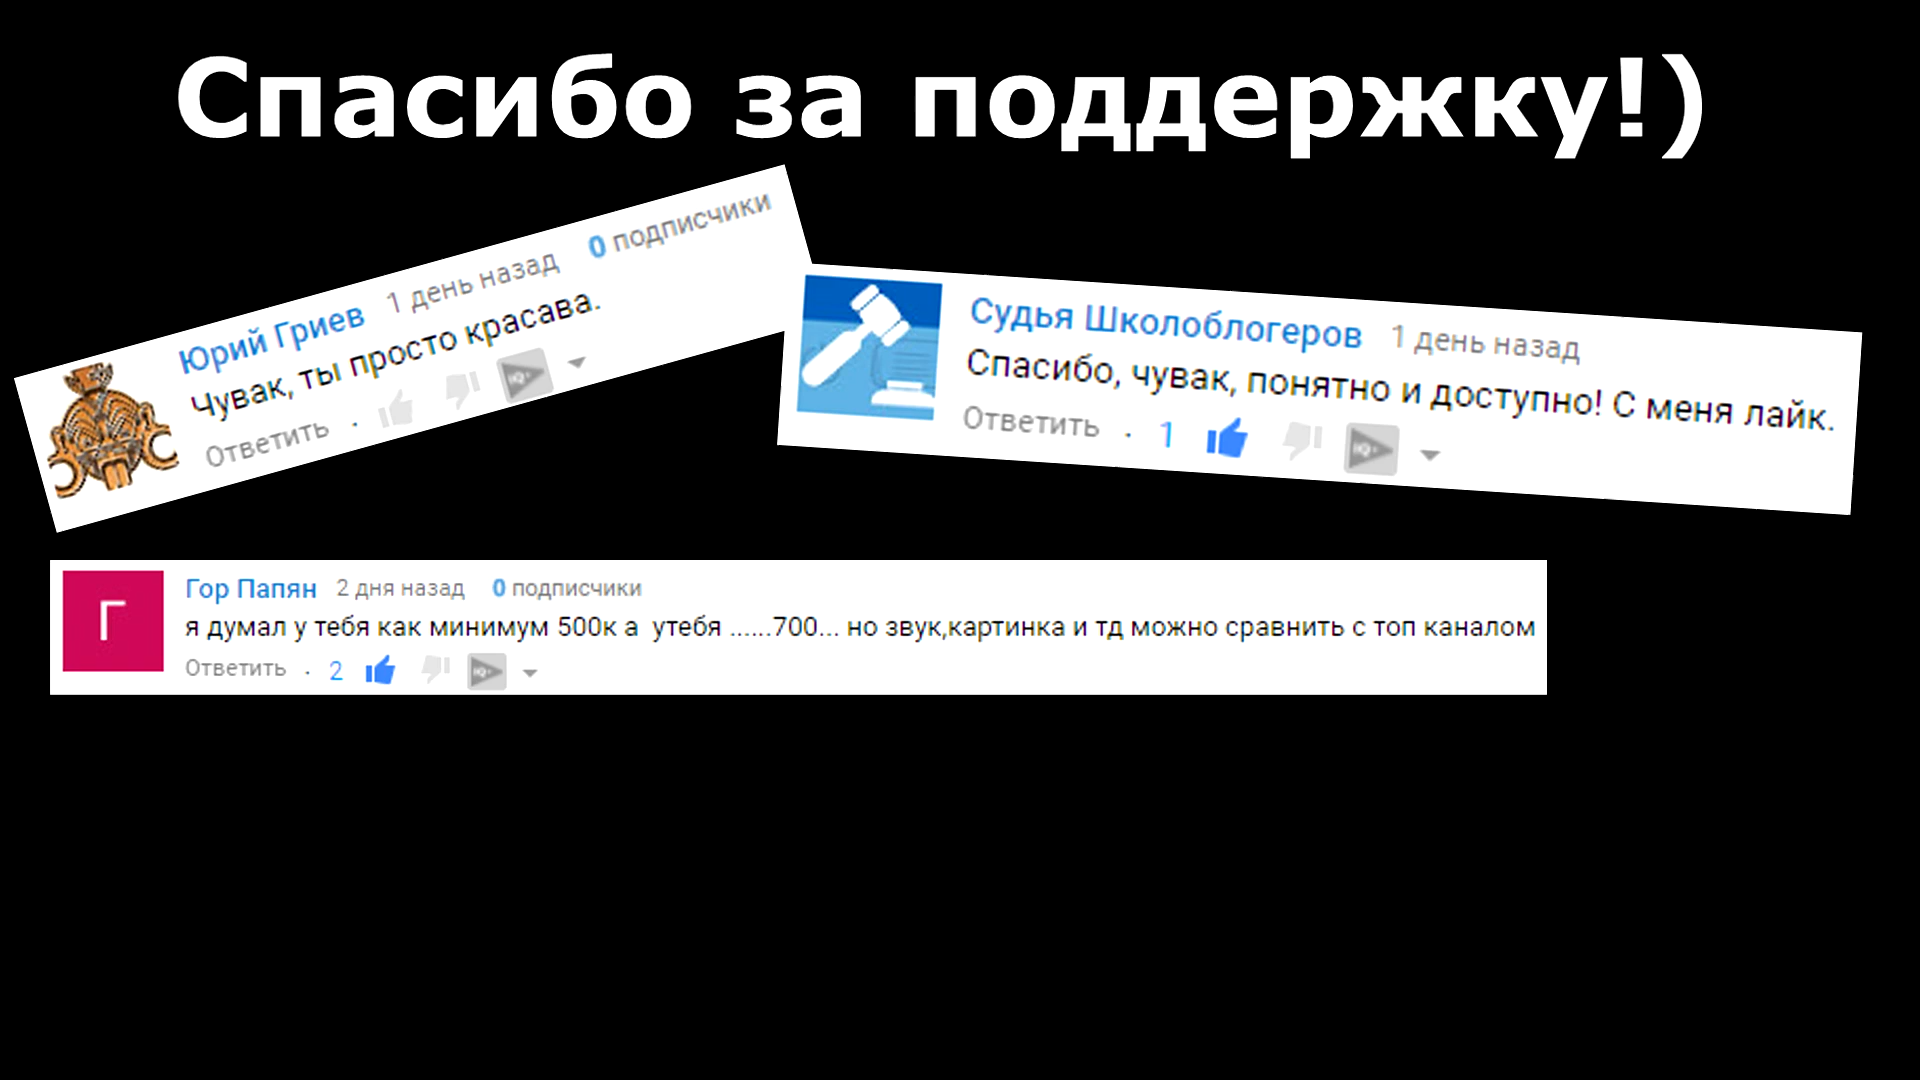 Спасибо за поддержку!)
Юрий Гриев 1 день назад 0 подписчики
Чувак, ты просто красава.
Ответить ·
Судья Школоблогеров 1 день назад
Спасибо, чувак, понятно и доступно! С меня лайк.
Ответить · 1
Г
Гор Папян 2 дня назад 0 подписчики
я думал у тебя как минимум 500к а утебя ......700... но звук,картинка и тд можно сравнить с топ каналом
Ответить · 2